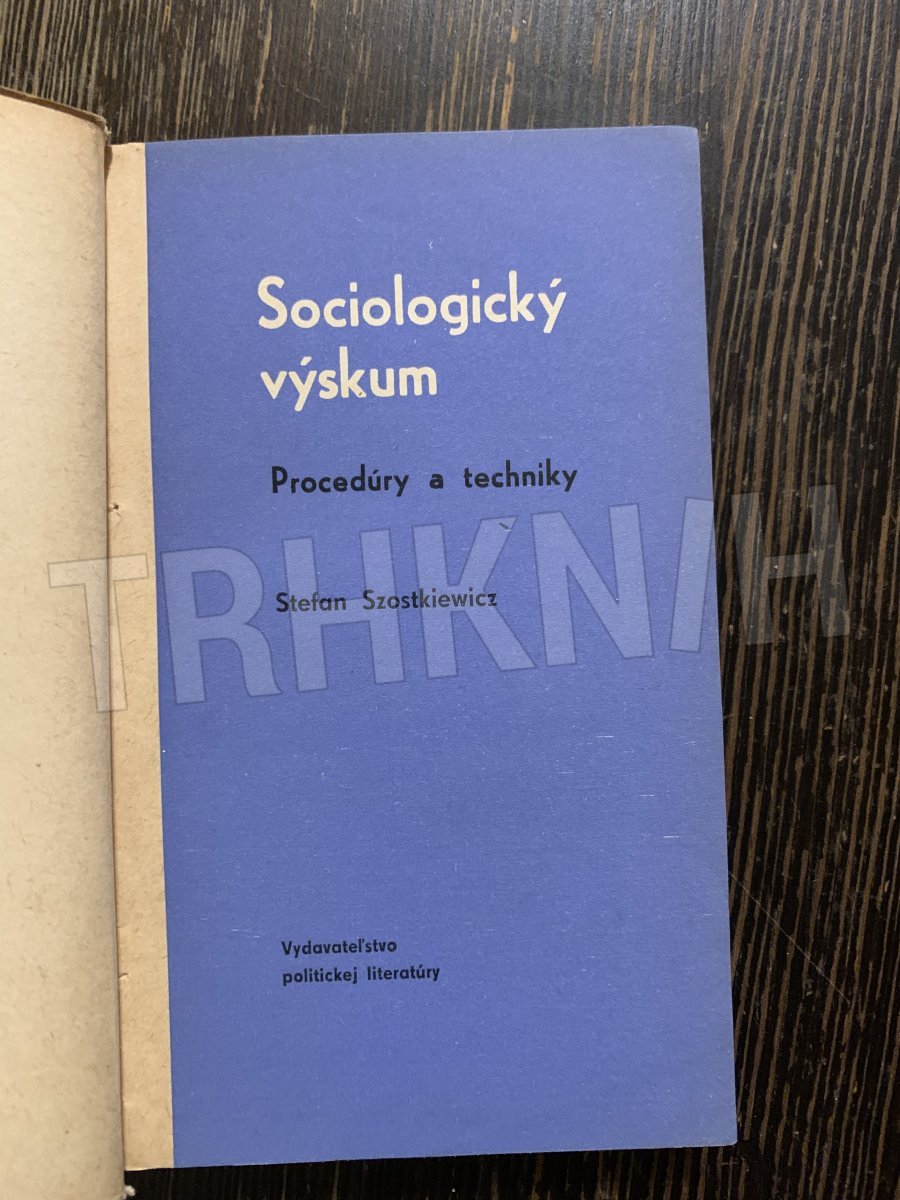 Sociologický
výskum
Procedúry a techniky
TRHKNIH
Stefan Szostkiewicz
Vydavateľstvo
politickej literatúry